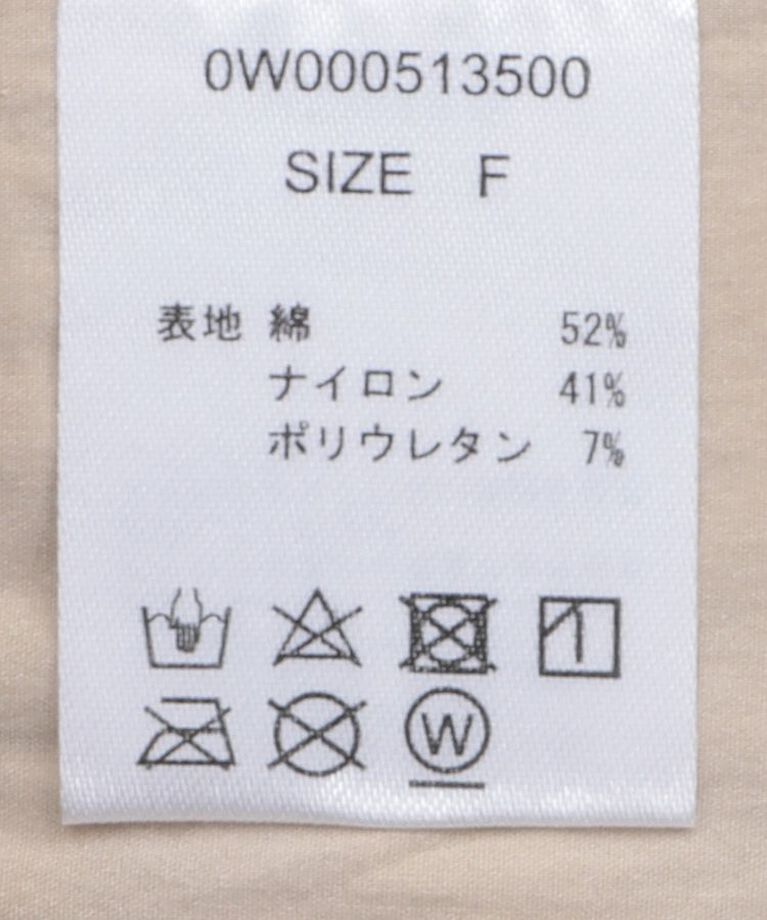 0W000513500
SIZE F
表地 綿 52%
ナイロン 41%
ポリウレタン 7%
W